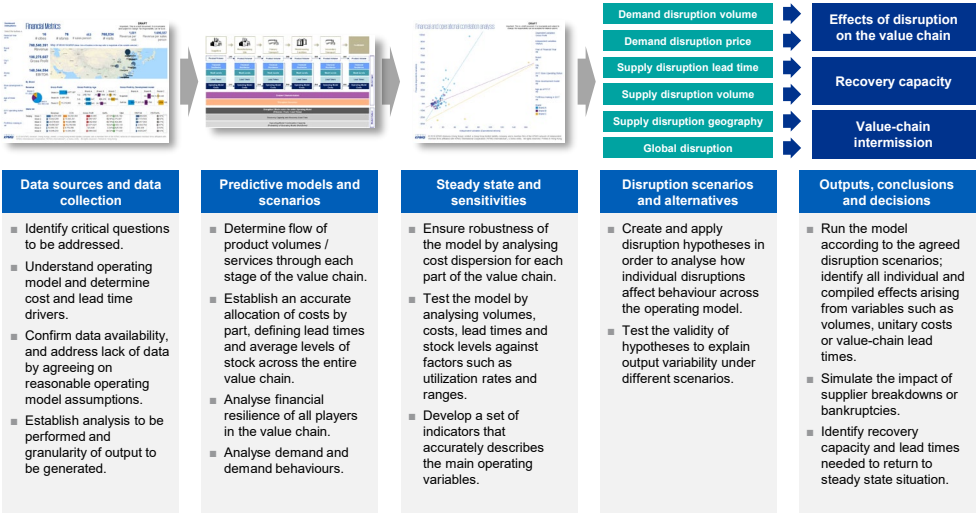 Financial Metrics
DRAFT
KPMG
DRAFT
KPMG
Demand disruption volume
Demand disruption price
Supply disruption lead time
Supply disruption volume
Supply disruption geography
Global disruption
Effects of disruption
on the value chain
Recovery capacity
Value-chain
intermission
Data sources and data
collection
Identify critical questions
to be addressed.
Understand operating
model and determine
cost and lead time
drivers.
Confirm data availability,
and address lack of data
by agreeing on
reasonable operating
model assumptions.
Establish analysis to be
performed and
granularity of output to
be generated.
Predictive models and
scenarios
Determine flow of
product volumes /
services through each
stage of the value chain.
Establish an accurate
allocation of costs by
part, defining lead times
and average levels of
stock across the entire
value chain.
Analyse financial
resilience of all players
in the value chain.
Analyse demand and
demand behaviours.
Steady state and
sensitivities
Ensure robustness of
the model by analysing
cost dispersion for each
part of the value chain.
Test the model by
analysing volumes,
costs, lead times and
stock levels against
factors such as
utilization rates and
ranges.
Develop a set of
indicators that
accurately describes
the main operating
variables.
Disruption scenarios
and alternatives
Create and apply
disruption hypotheses in
order to analyse how
individual disruptions
affect behaviour across
the operating model.
Test the validity of
hypotheses to explain
output variability under
different scenarios.
Outputs, conclusions
and decisions
Run the model
according to the agreed
disruption scenarios;
identify all individual and
compiled effects arising
from variables such as
volumes, unitary costs
or value-chain lead
times.
Simulate the impact of
supplier breakdowns or
bankruptcies.
Identify recovery
capacity and lead times
needed to return to
steady state situation.